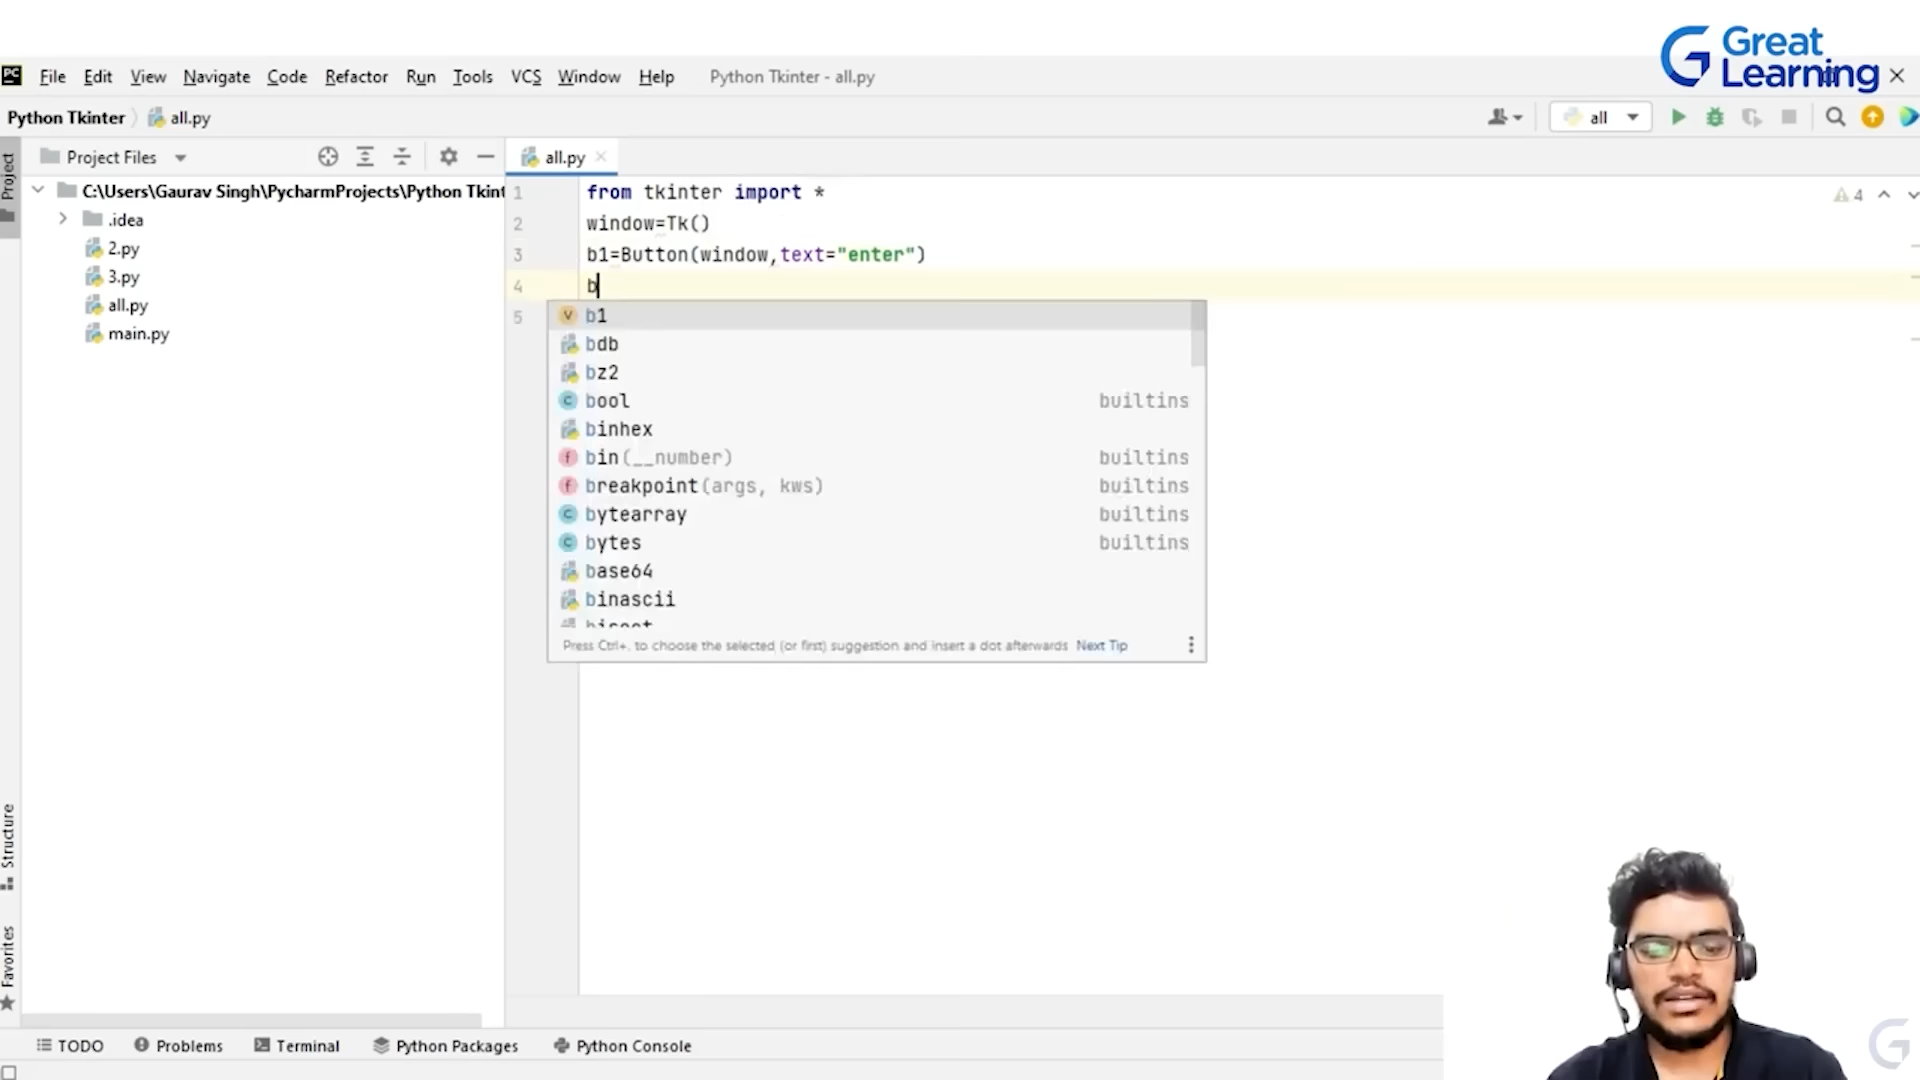 Great
Learning
PC File Edit View Navigate Code Refactor Run Tools VCS Window Help Python Tkinter - all.py
Python Tkinter all.py
all
Project
Project Files
all.py
C:\Users\Gaurav Singh\PycharmProjects\Python Tkint
.idea
2.py
3.py
all.py
main.py
1 from tkinter import *
2 window=Tk()
3 b1=Button(window,text="enter")
4 b
5
4
V b1
bdb
bz2
C bool builtins
binhex
f bin(__number) builtins
f breakpoint(args, kws) builtins
C bytearray builtins
C bytes builtins
base64
binascii
Press Ctrl+. to choose the selected (or first) suggestion and insert a dot afterwards Next Tip
Structure
Favorites
TODO Problems Terminal Python Packages Python Console